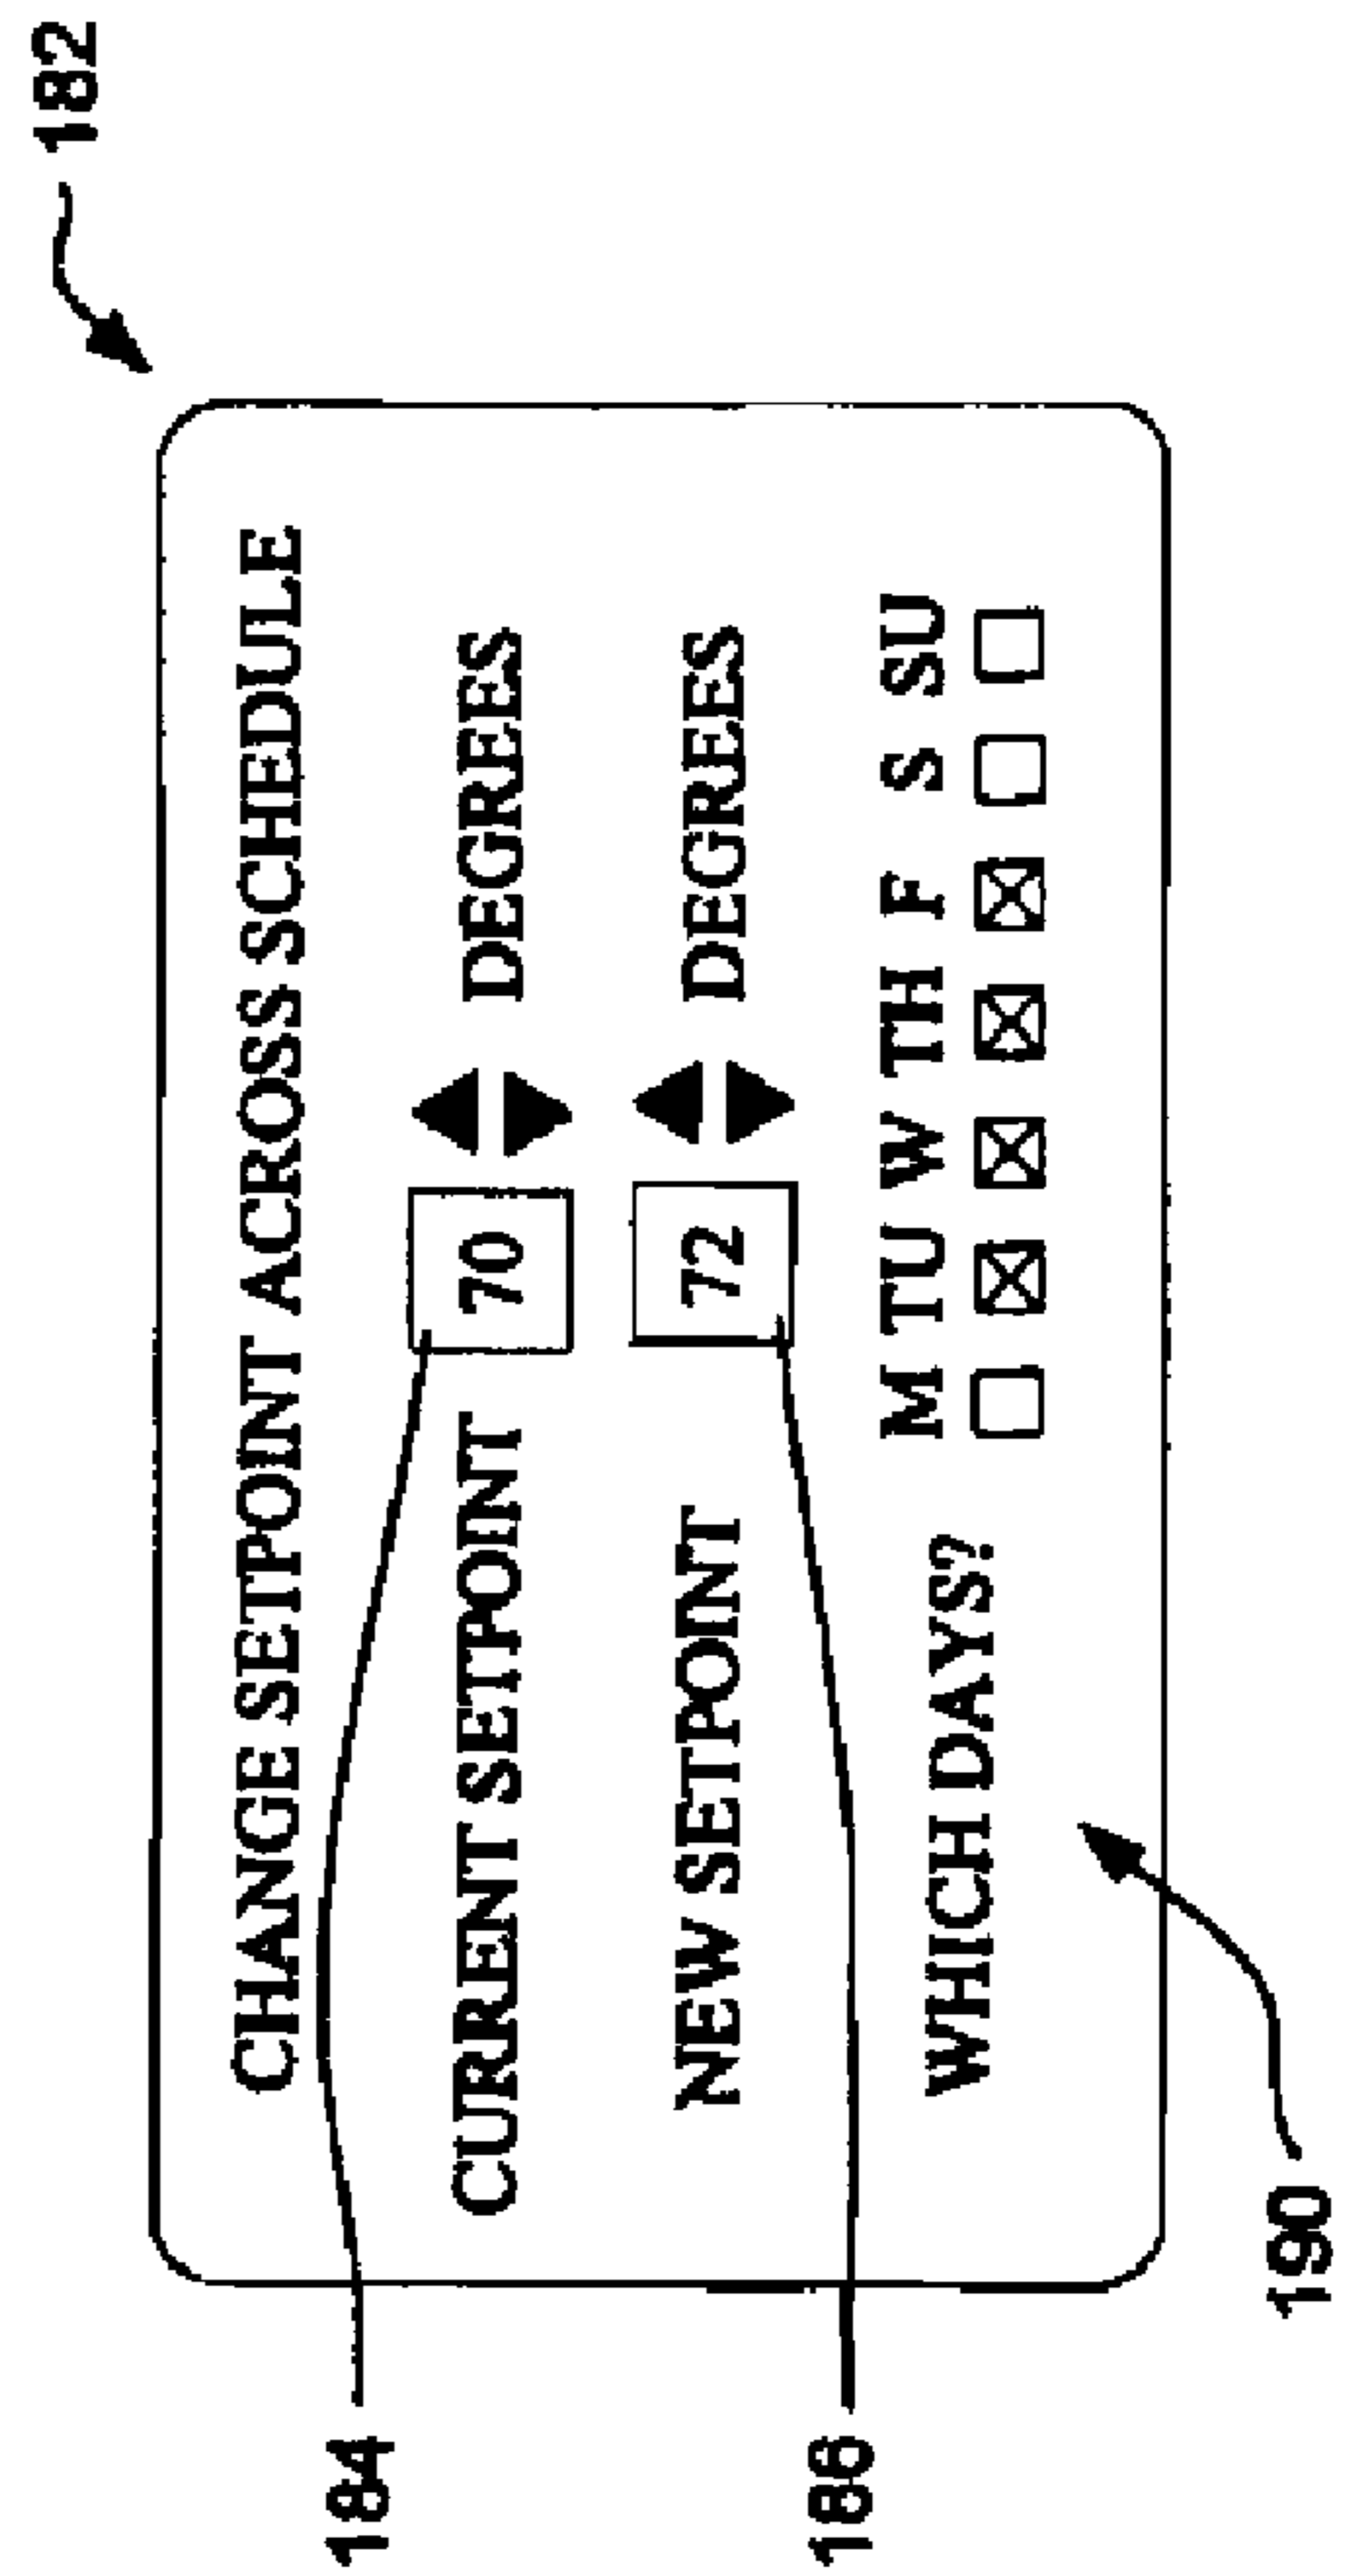 182
CHANGE SETPOINT ACROSS SCHEDULE
184
CURRENT SETPOINT 70 DEGREES
NEW SETPOINT 72 DEGREES
186
M TU W TH F S SU
WHICH DAYS?
190